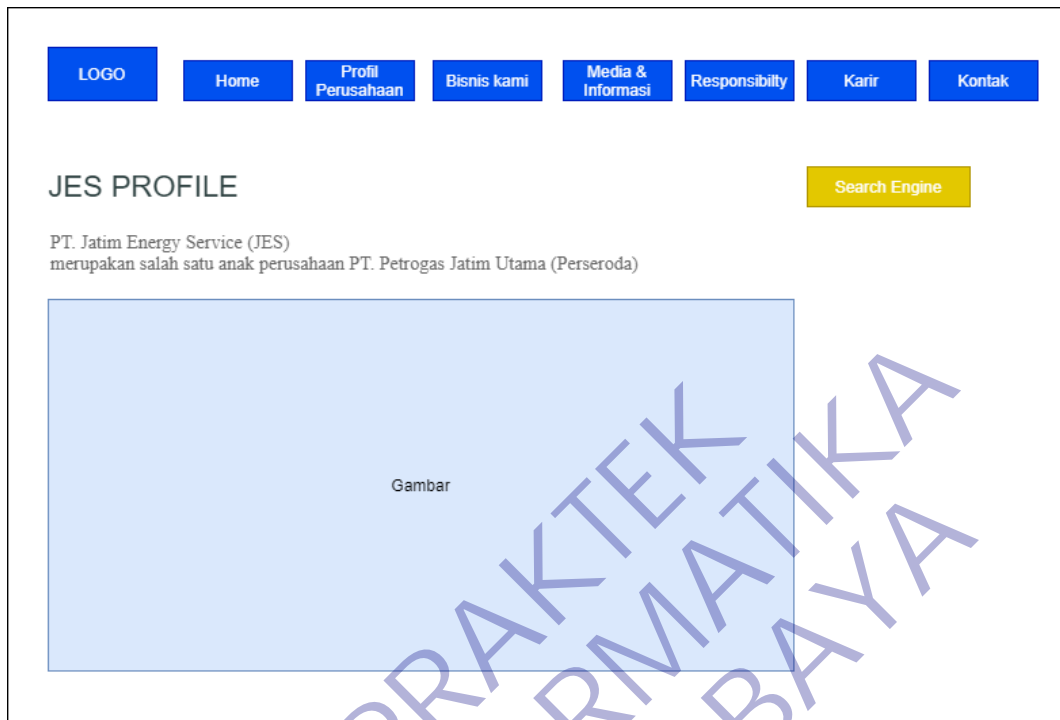 LOGO
Home
Profil
Perusahaan
Bisnis kami
Media &
Informasi
Responsibilty
Karir
Kontak
JES PROFILE
Search Engine
PT. Jatim Energy Service (JES)
merupakan salah satu anak perusahaan PT. Petrogas Jatim Utama (Perseroda)
Gambar
PRAKTEK
RMATIKA
BAYA